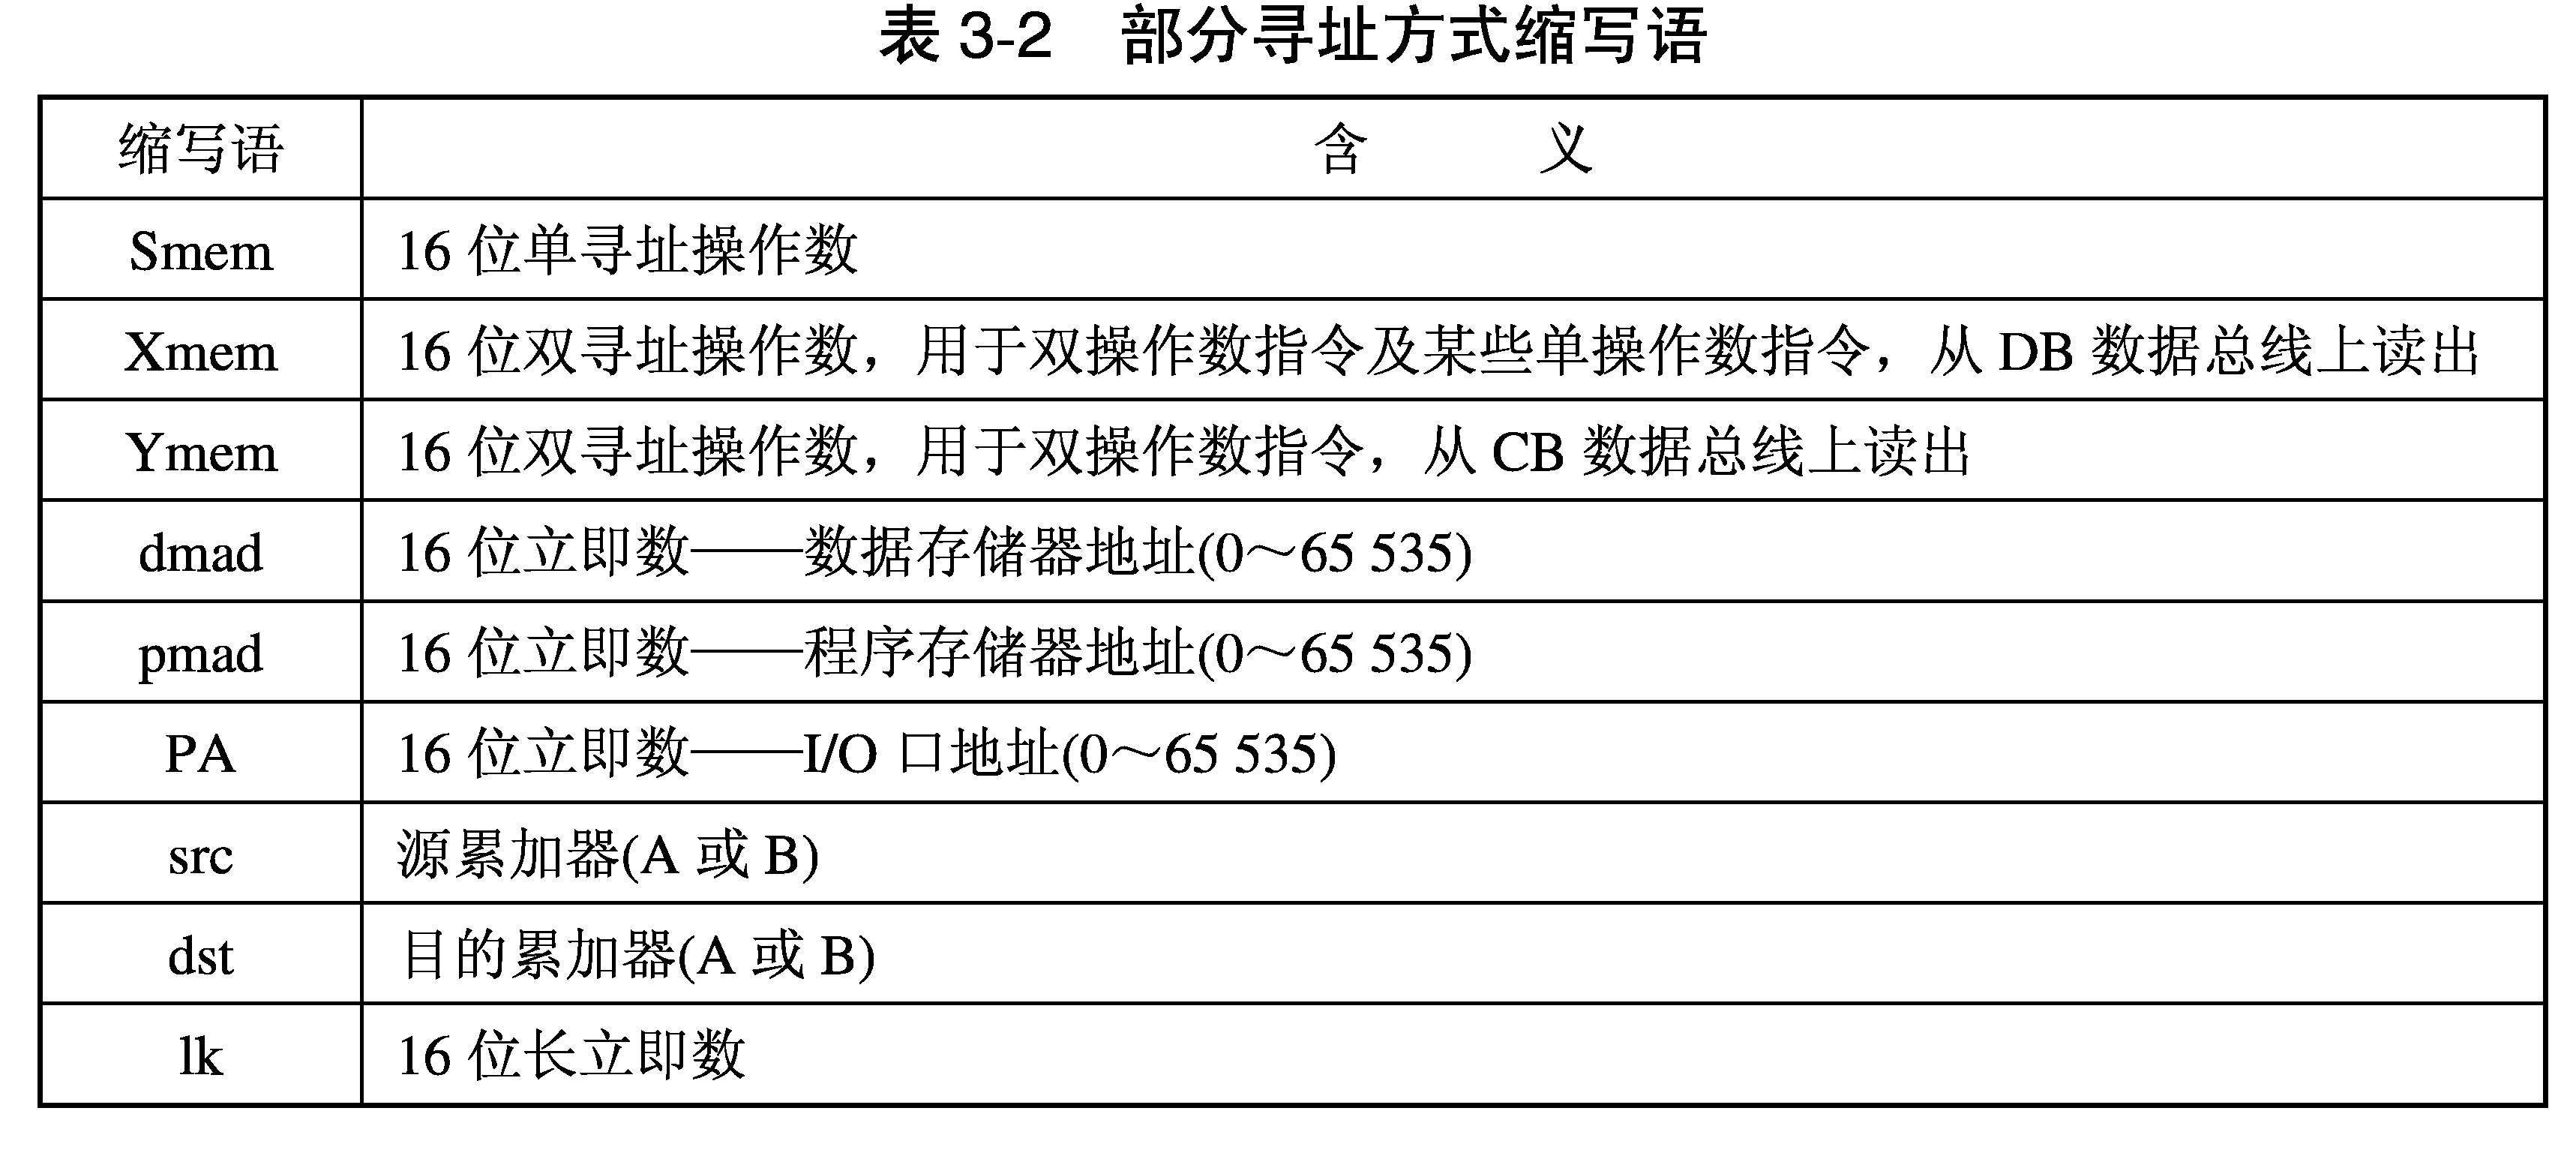 表 3-2 部分寻址方式缩写语
缩写语 含 义
Smem 16 位单寻址操作数
Xmem 16 位双寻址操作数，用于双操作数指令及某些单操作数指令，从 DB 数据总线上读出
Ymem 16 位双寻址操作数，用于双操作数指令，从 CB 数据总线上读出
dmad 16 位立即数——数据存储器地址(0～65 535)
pmad 16 位立即数——程序存储器地址(0～65 535)
PA 16 位立即数——I/O 口地址(0～65 535)
src 源累加器(A 或 B)
dst 目的累加器(A 或 B)
lk 16 位长立即数